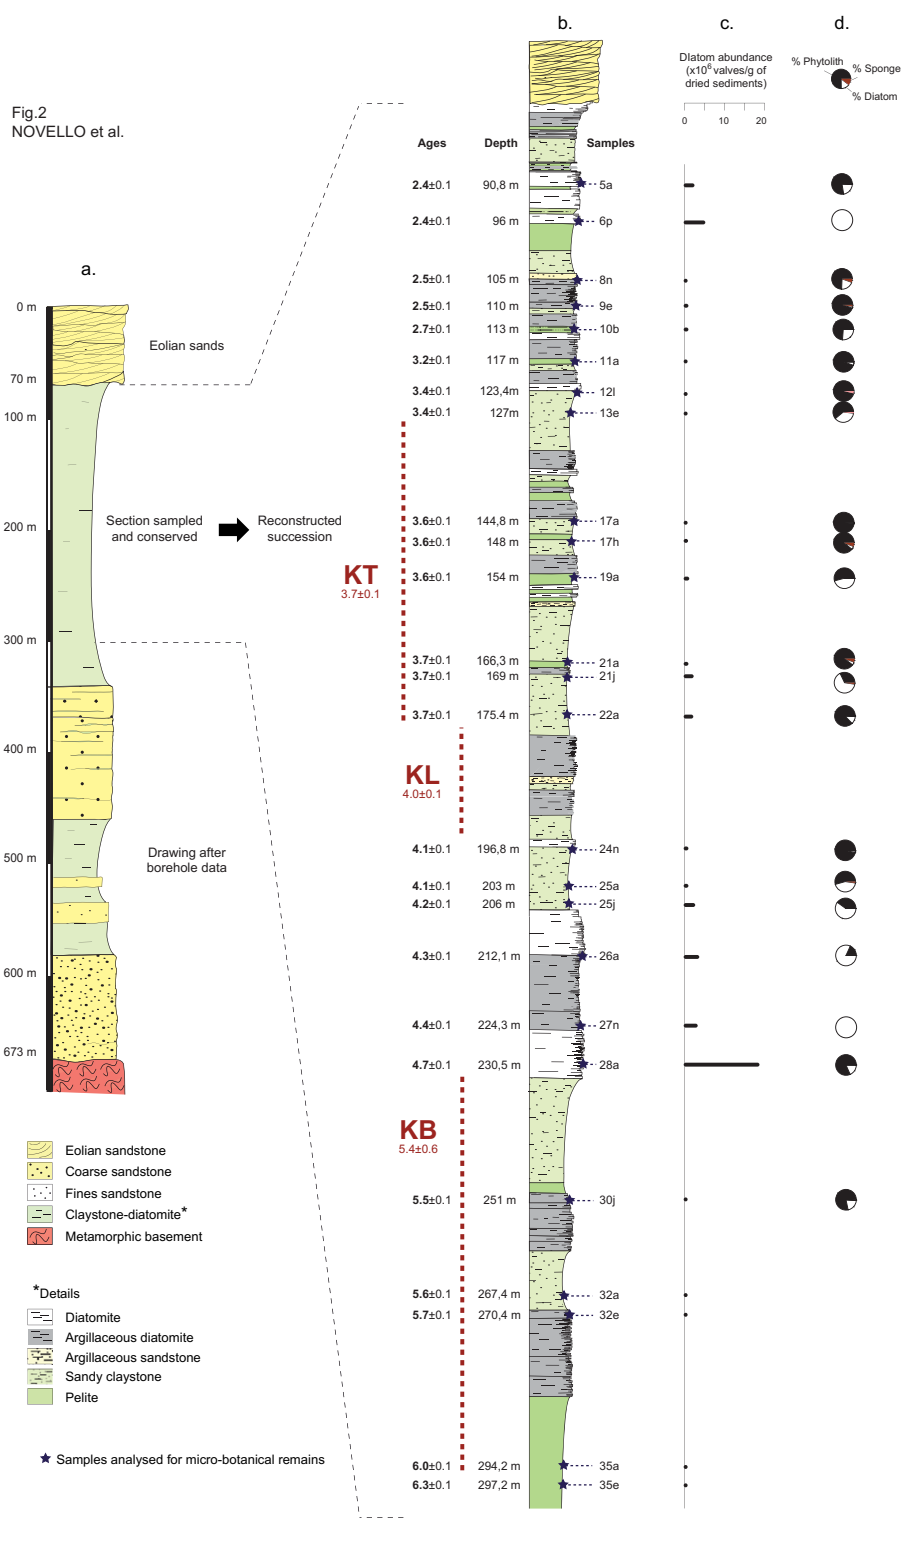 Fig.2
NOVELLO et al.
a.
0 m
70 m
100 m
200 m
300 m
400 m
500 m
600 m
673 m
Eolian sands
Section sampled
and conserved
Reconstructed
succession
Drawing after
borehole data
Eolian sandstone
Coarse sandstone
Fines sandstone
Claystone-diatomite*
Metamorphic basement
*Details
Diatomite
Argillaceous diatomite
Argillaceous sandstone
Sandy claystone
Pelite
Samples analysed for micro-botanical remains
b.
c.
d.
DIatom abundance
(x10⁶ valves/g of
dried sediments)
0 10 20
% Phytolith
% Sponge
% Diatom
Ages Depth Samples
2.4±0.1 90,8 m 5a
2.4±0.1 96 m 6p
2.5±0.1 105 m 8n
2.5±0.1 110 m 9e
2.7±0.1 113 m 10b
3.2±0.1 117 m 11a
3.4±0.1 123,4m 12l
3.4±0.1 127m 13e
3.6±0.1 144,8 m 17a
3.6±0.1 148 m 17h
3.6±0.1 154 m 19a
KT
3.7±0.1
3.7±0.1 166,3 m 21a
3.7±0.1 169 m 21j
3.7±0.1 175.4 m 22a
KL
4.0±0.1
4.1±0.1 196,8 m 24n
4.1±0.1 203 m 25a
4.2±0.1 206 m 25j
4.3±0.1 212,1 m 26a
4.4±0.1 224,3 m 27n
4.7±0.1 230,5 m 28a
KB
5.4±0.6
5.5±0.1 251 m 30j
5.6±0.1 267,4 m 32a
5.7±0.1 270,4 m 32e
6.0±0.1 294,2 m 35a
6.3±0.1 297,2 m 35e